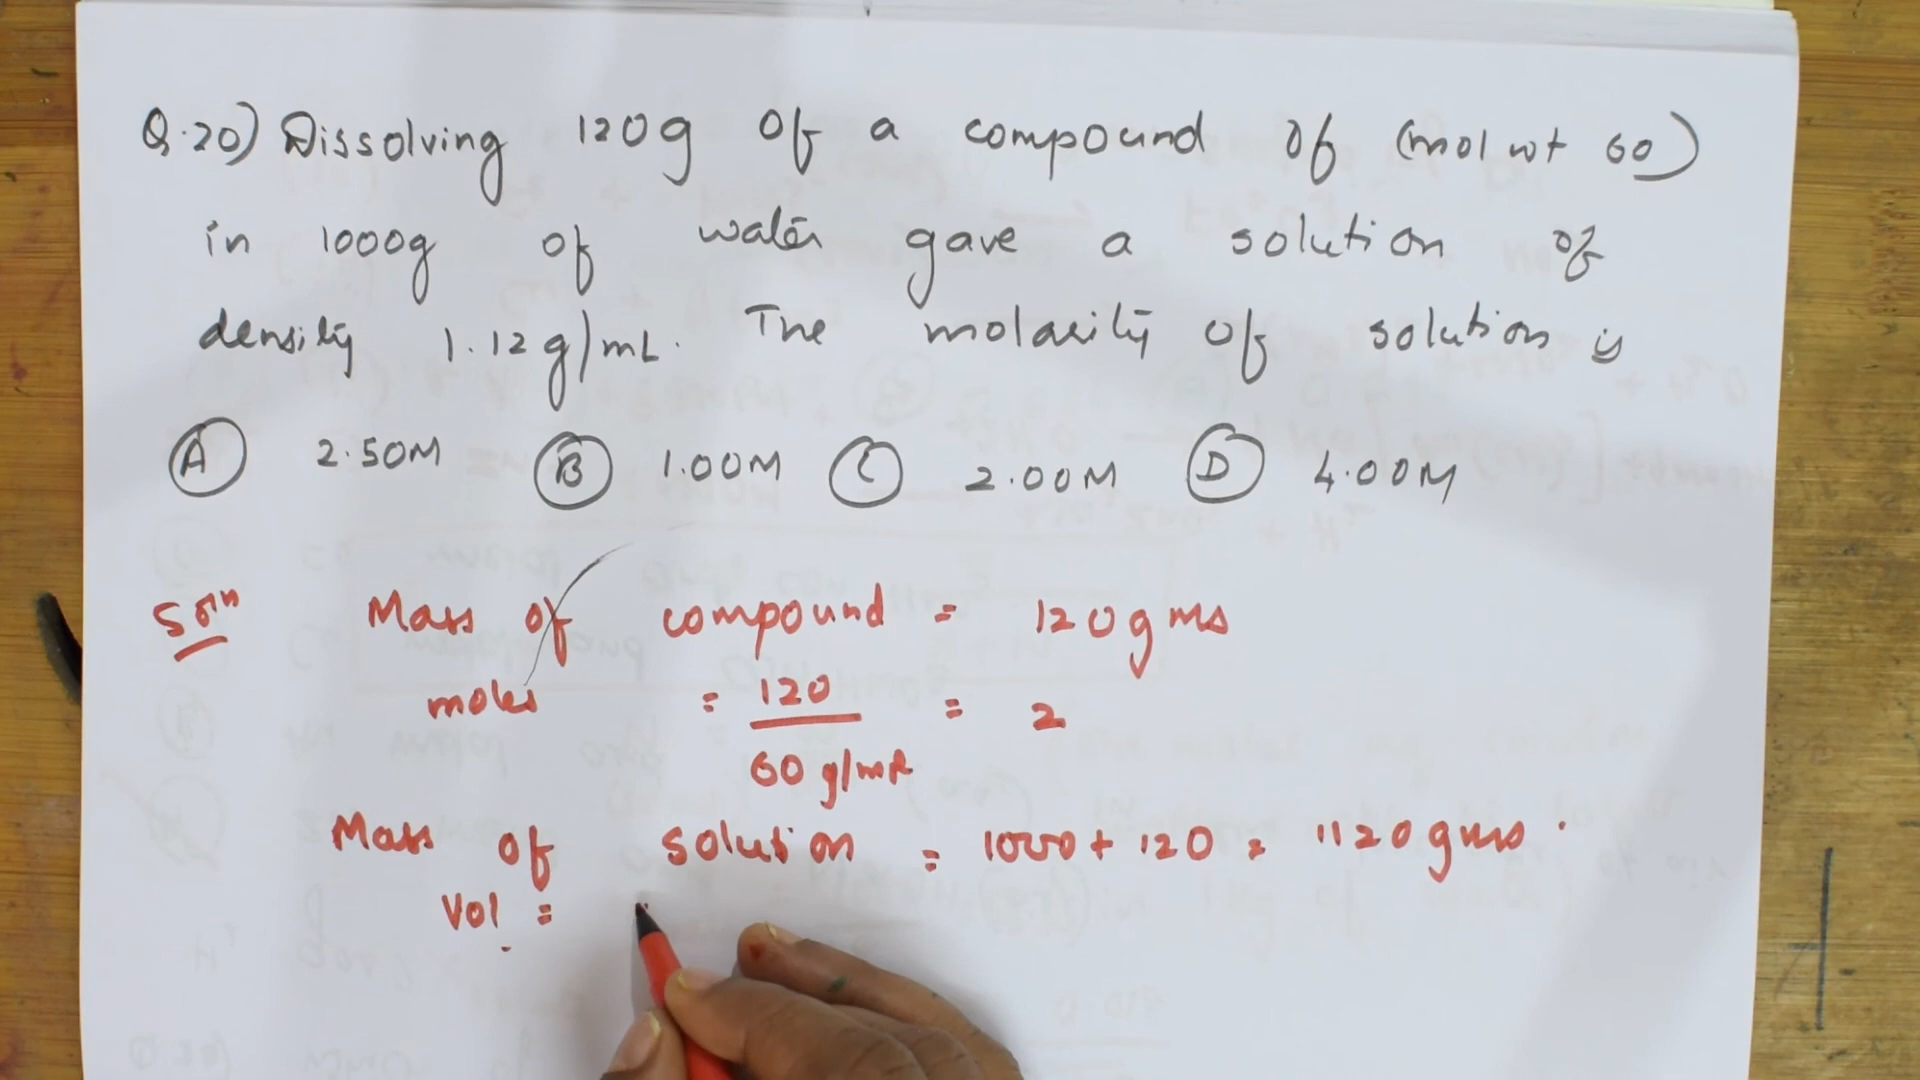 Q.20) Dissolving 120g of a compound of (mol wt 60)
in 1000g of water gave a solution of
density 1.12g/mL. The molarity of solution is
(A) 2.50M (B) 1.00M (C) 2.00M (D) 4.00M
Soln Mass of compound = 120gms
moles = 120/60 g/mol = 2
Mass of solution = 1000 + 120 = 1120gms.
Vol =